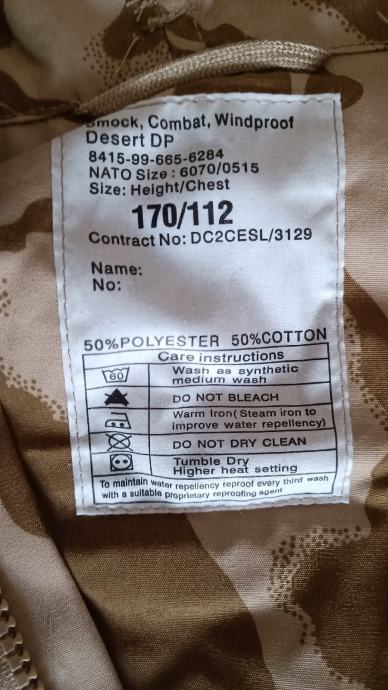 Smock, Combat, Windproof
Desert DP
8415-99-665-6284
NATO Size: 6070/0515
Size: Height/Chest
170/112
Contract No: DC2CESL/3129
Name:
No:
50%POLYESTER 50%COTTON
Care instructions
60
Wash as synthetic
medium wash
DO NOT BLEACH
Warm Iron(Steam iron to
improve water repellency)
DO NOT DRY CLEAN
Tumble Dry
Higher heat setting
To maintain water repellency reproof every third wash
with a suitable proprietary reproofing agent